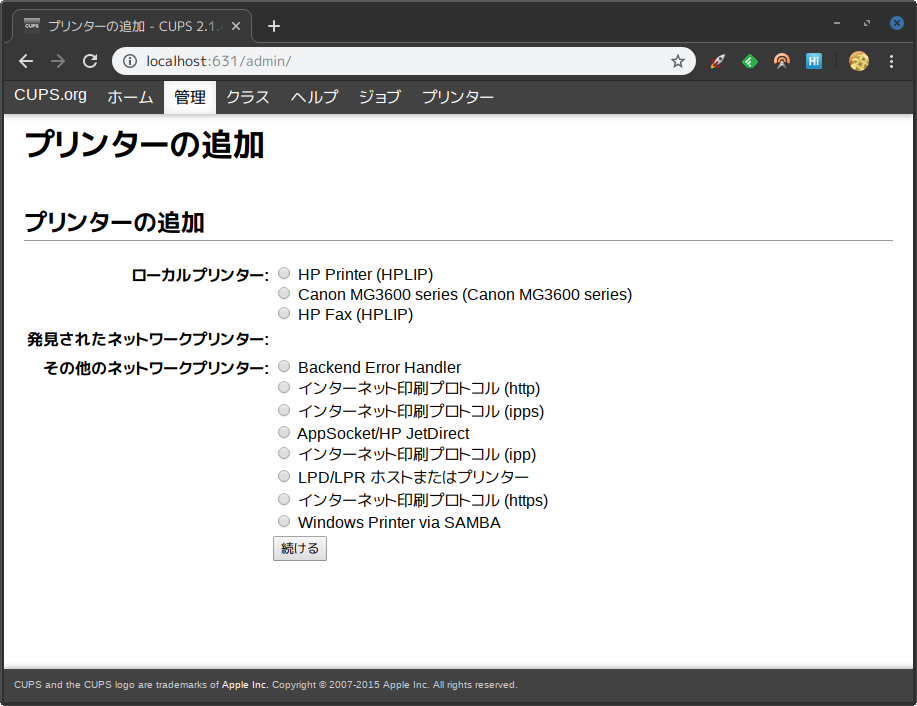 CUPS プリンターの追加 - CUPS 2.1.
localhost:631/admin/
Hi
CUPS.org ホーム 管理 クラス ヘルプ ジョブ プリンター
プリンターの追加
プリンターの追加
ローカルプリンター: HP Printer (HPLIP)
Canon MG3600 series (Canon MG3600 series)
HP Fax (HPLIP)
発見されたネットワークプリンター:
その他のネットワークプリンター: Backend Error Handler
インターネット印刷プロトコル (http)
インターネット印刷プロトコル (ipps)
AppSocket/HP JetDirect
インターネット印刷プロトコル (ipp)
LPD/LPR ホストまたはプリンター
インターネット印刷プロトコル (https)
Windows Printer via SAMBA
続ける
CUPS and the CUPS logo are trademarks of Apple Inc. Copyright © 2007-2015 Apple Inc. All rights reserved.